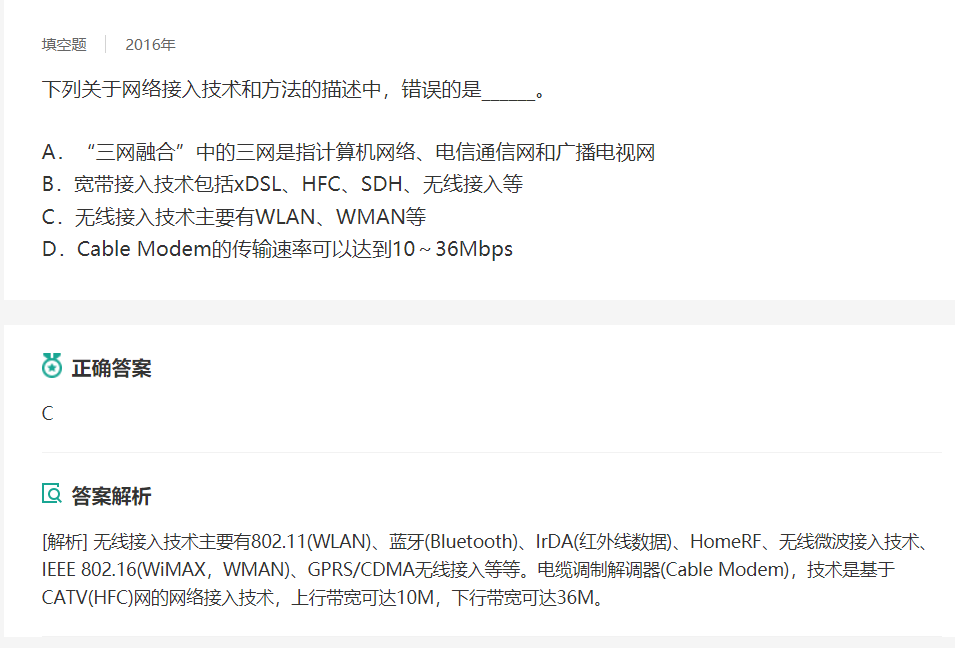 填空题 2016年
下列关于网络接入技术和方法的描述中，错误的是______。
A．“三网融合”中的三网是指计算机网络、电信通信网和广播电视网
B．宽带接入技术包括xDSL、HFC、SDH、无线接入等
C．无线接入技术主要有WLAN、WMAN等
D．Cable Modem的传输速率可以达到10～36Mbps
正确答案
C
答案解析
[解析] 无线接入技术主要有802.11(WLAN)、蓝牙(Bluetooth)、IrDA(红外线数据)、HomeRF、无线微波接入技术、
IEEE 802.16(WiMAX，WMAN)、GPRS/CDMA无线接入等等。电缆调制解调器(Cable Modem)，技术是基于
CATV(HFC)网的网络接入技术，上行带宽可达10M，下行带宽可达36M。